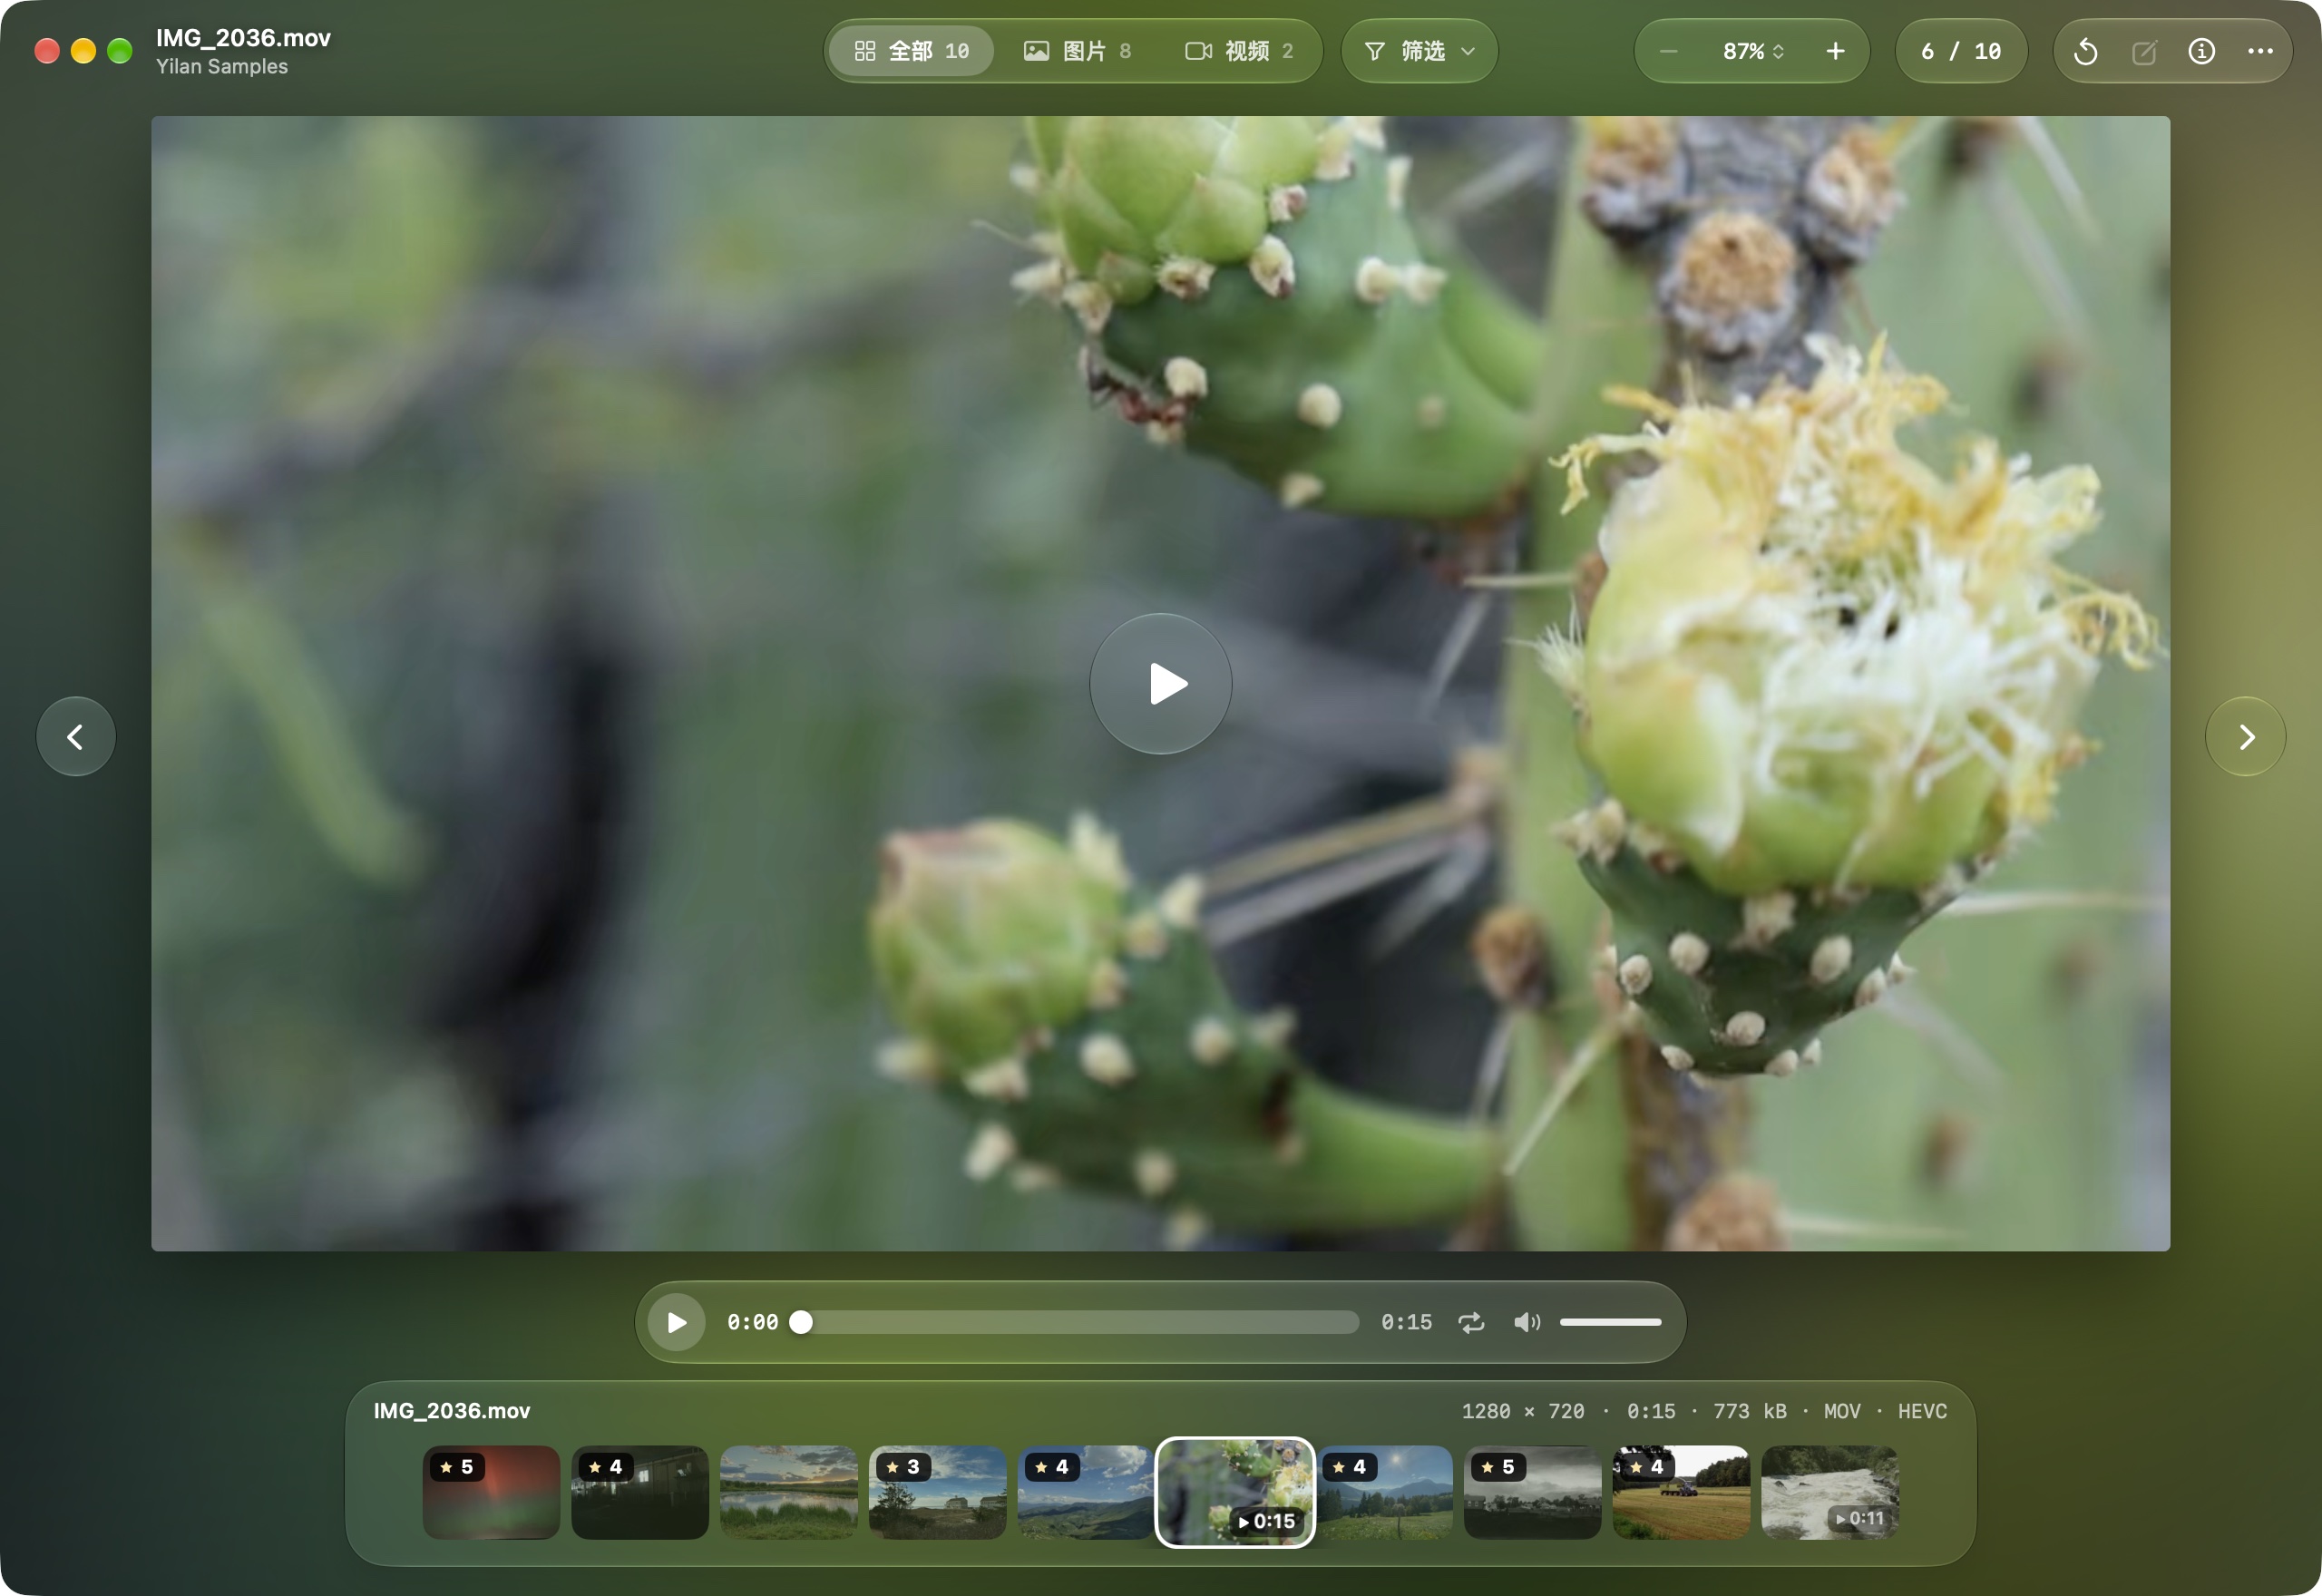 IMG_2036.mov
Yilan Samples
全部 10 图片 8 视频 2 筛选 87% 6 / 10
0:00 0:15
IMG_2036.mov 1280 × 720 · 0:15 · 773 kB · MOV · HEVC
5 4 3 4 4 5 4
0:15 0:11